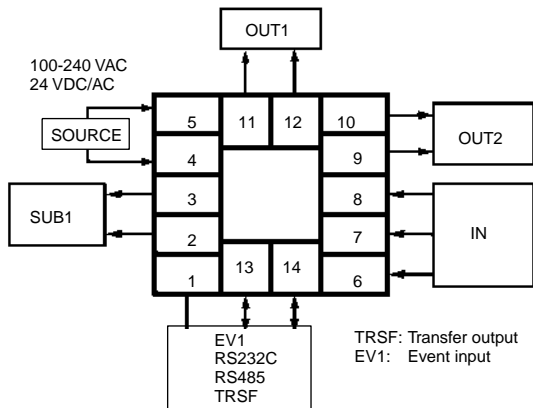 OUT1
100-240 VAC
24 VDC/AC
SOURCE
5
11
12
10
OUT2
4
9
SUB1
3
8
IN
2
7
1
13
14
6
EV1
RS232C
RS485
TRSF
TRSF: Transfer output
EV1: Event input